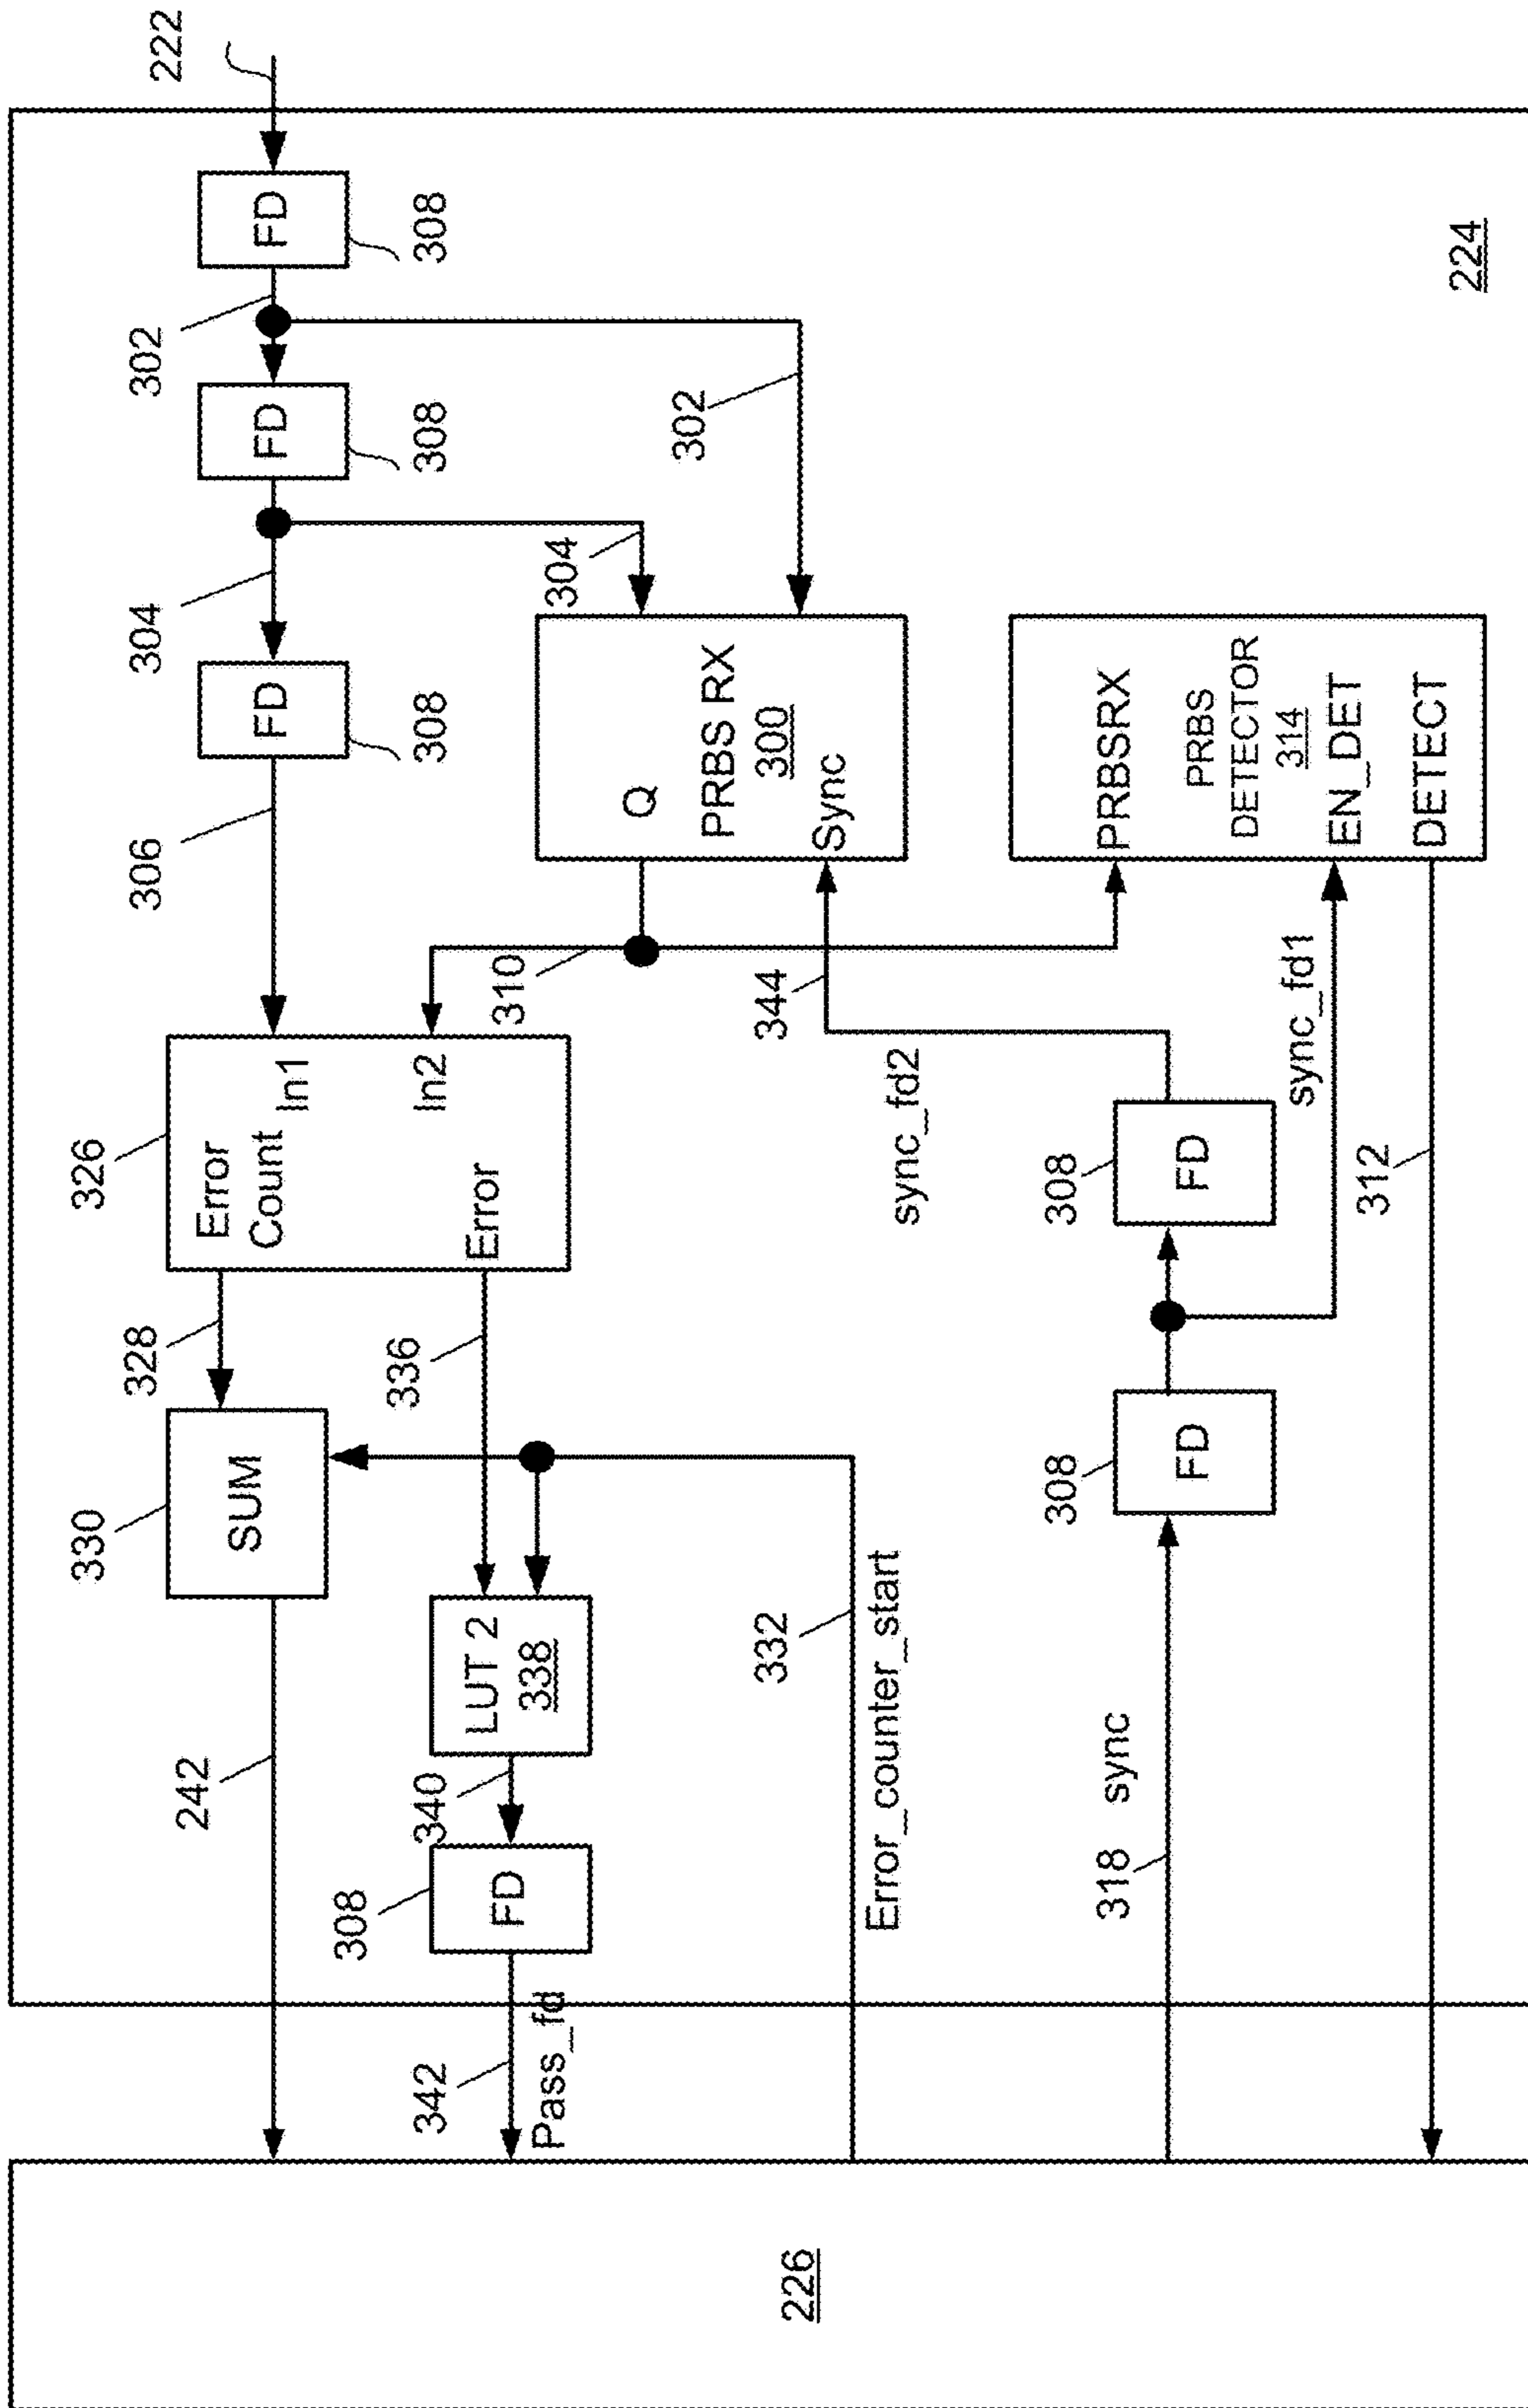 222
FD
308
302
FD
308
302
304
304
FD
308
306
Q
PRBS RX
300
Sync
PRBSRX
PRBS
DETECTOR
314
EN_DET
DETECT
224
310
344
sync_fd2
sync_fd1
312
326
Error
Count
In1
In2
Error
308
FD
308
FD
328
336
330
SUM
332
Error_counter_start
LUT 2
338
340
308
FD
242
342
Pass_fd
318
sync
226